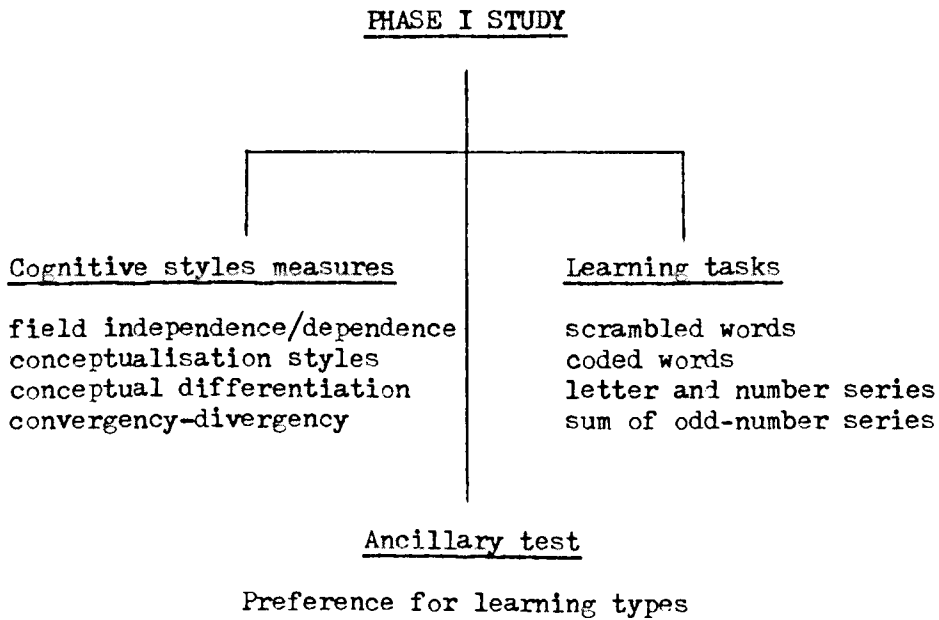 PHASE I STUDY
Cognitive styles measures
field independence/dependence
conceptualisation styles
conceptual differentiation
convergency-divergency
Learning tasks
scrambled words
coded words
letter and number series
sum of odd-number series
Ancillary test
Preference for learning types